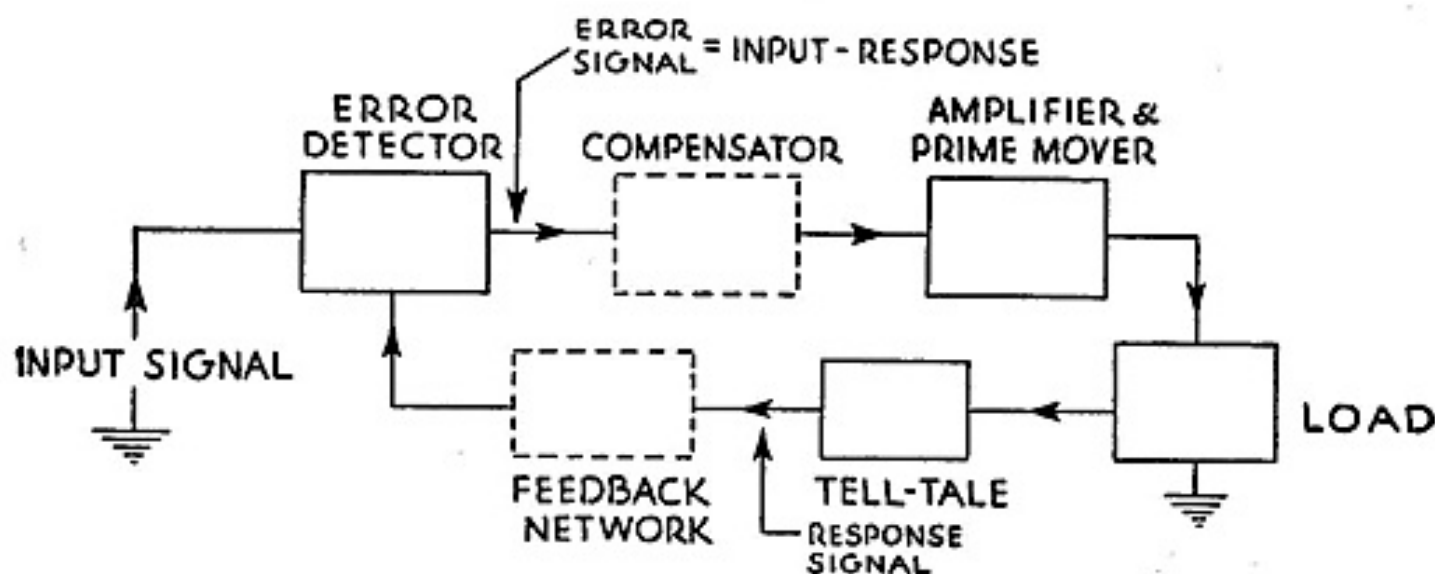 ERROR
SIGNAL = INPUT - RESPONSE
ERROR
DETECTOR
COMPENSATOR
AMPLIFIER &
PRIME MOVER
INPUT SIGNAL
LOAD
FEEDBACK
NETWORK
TELL-TALE
RESPONSE
SIGNAL